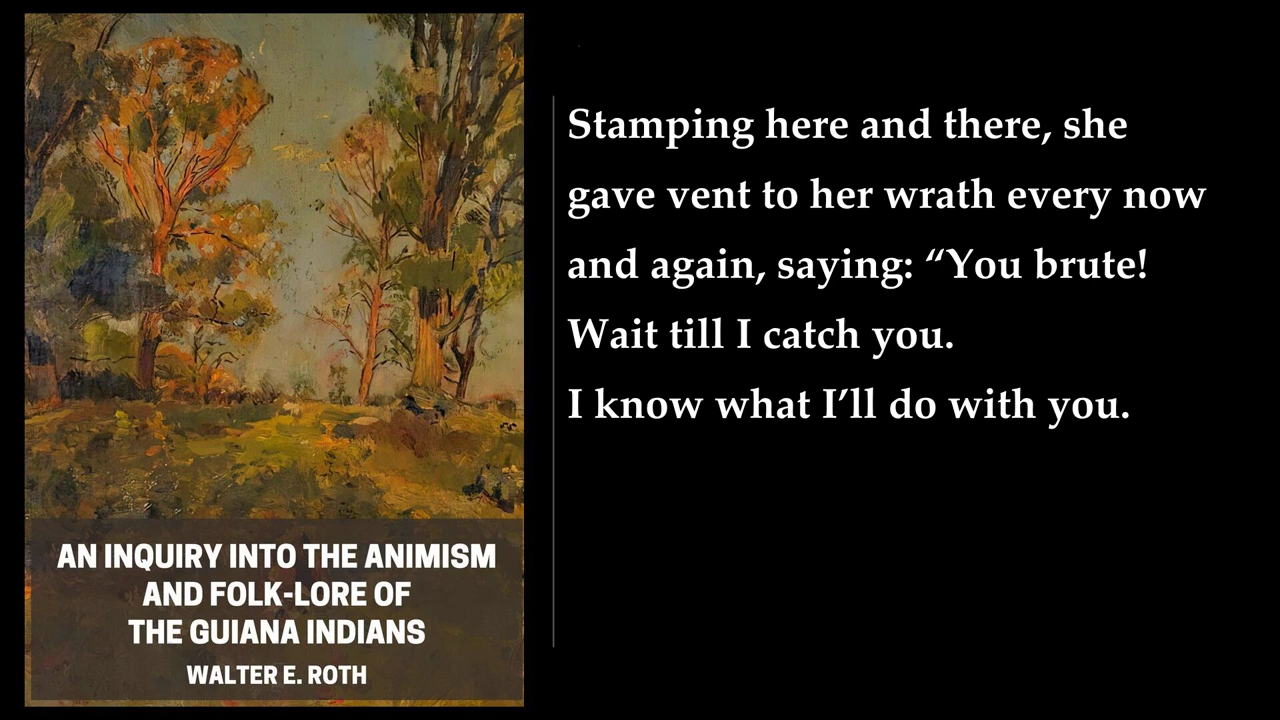 Stamping here and there, she
gave vent to her wrath every now
and again, saying: “You brute!
Wait till I catch you.
I know what I’ll do with you.
AN INQUIRY INTO THE ANIMISM
AND FOLK-LORE OF
THE GUIANA INDIANS
WALTER E. ROTH